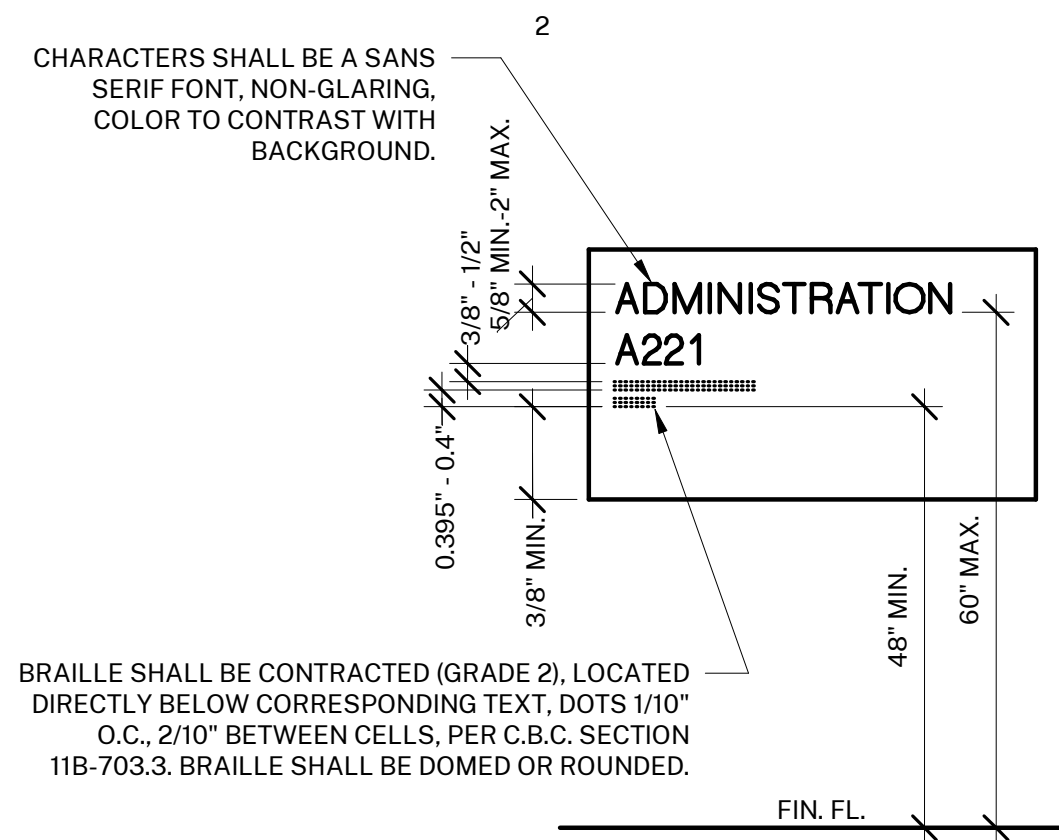 2
CHARACTERS SHALL BE A SANS
SERIF FONT, NON-GLARING,
COLOR TO CONTRAST WITH
BACKGROUND.
5/8" MIN.-2" MAX.
3/8" - 1/2"
ADMINISTRATION
A221
0.395" - 0.4"
3/8" MIN.
48" MIN.
60" MAX.
BRAILLE SHALL BE CONTRACTED (GRADE 2), LOCATED
DIRECTLY BELOW CORRESPONDING TEXT, DOTS 1/10"
O.C., 2/10" BETWEEN CELLS, PER C.B.C. SECTION
11B-703.3. BRAILLE SHALL BE DOMED OR ROUNDED.
FIN. FL.